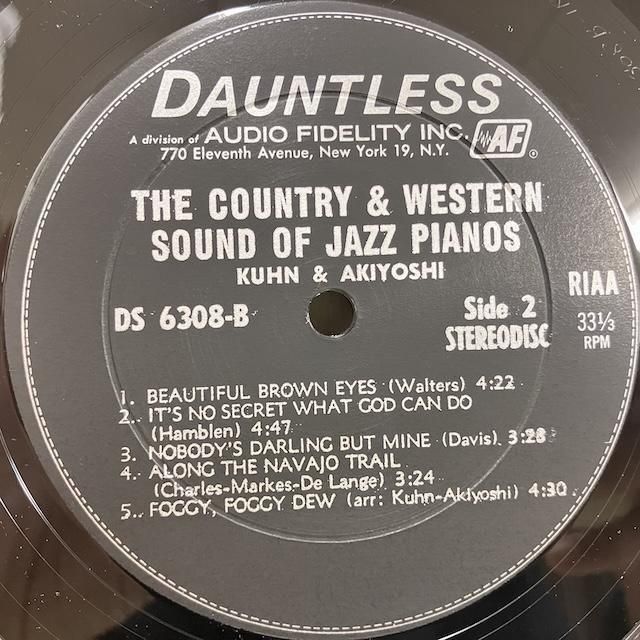 DAUNTLESS
A division of AUDIO FIDELITY INC. AF
770 Eleventh Avenue, New York 19, N.Y.
THE COUNTRY & WESTERN
SOUND OF JAZZ PIANOS
KUHN & AKIYOSHI
RIAA
DS 6308-B
Side 2
33⅓
STEREODISC
RPM
1. BEAUTIFUL BROWN EYES (Walters) 4:22
2. IT'S NO SECRET WHAT GOD CAN DO
(Hamblen) 4:47
3. NOBODY'S DARLING BUT MINE (Davis) 3:28
4. ALONG THE NAVAJO TRAIL
(Charles-Markes-De Lange) 3:24
5. FOGGY, FOGGY DEW (arr: Kuhn-Akiyoshi) 4:30